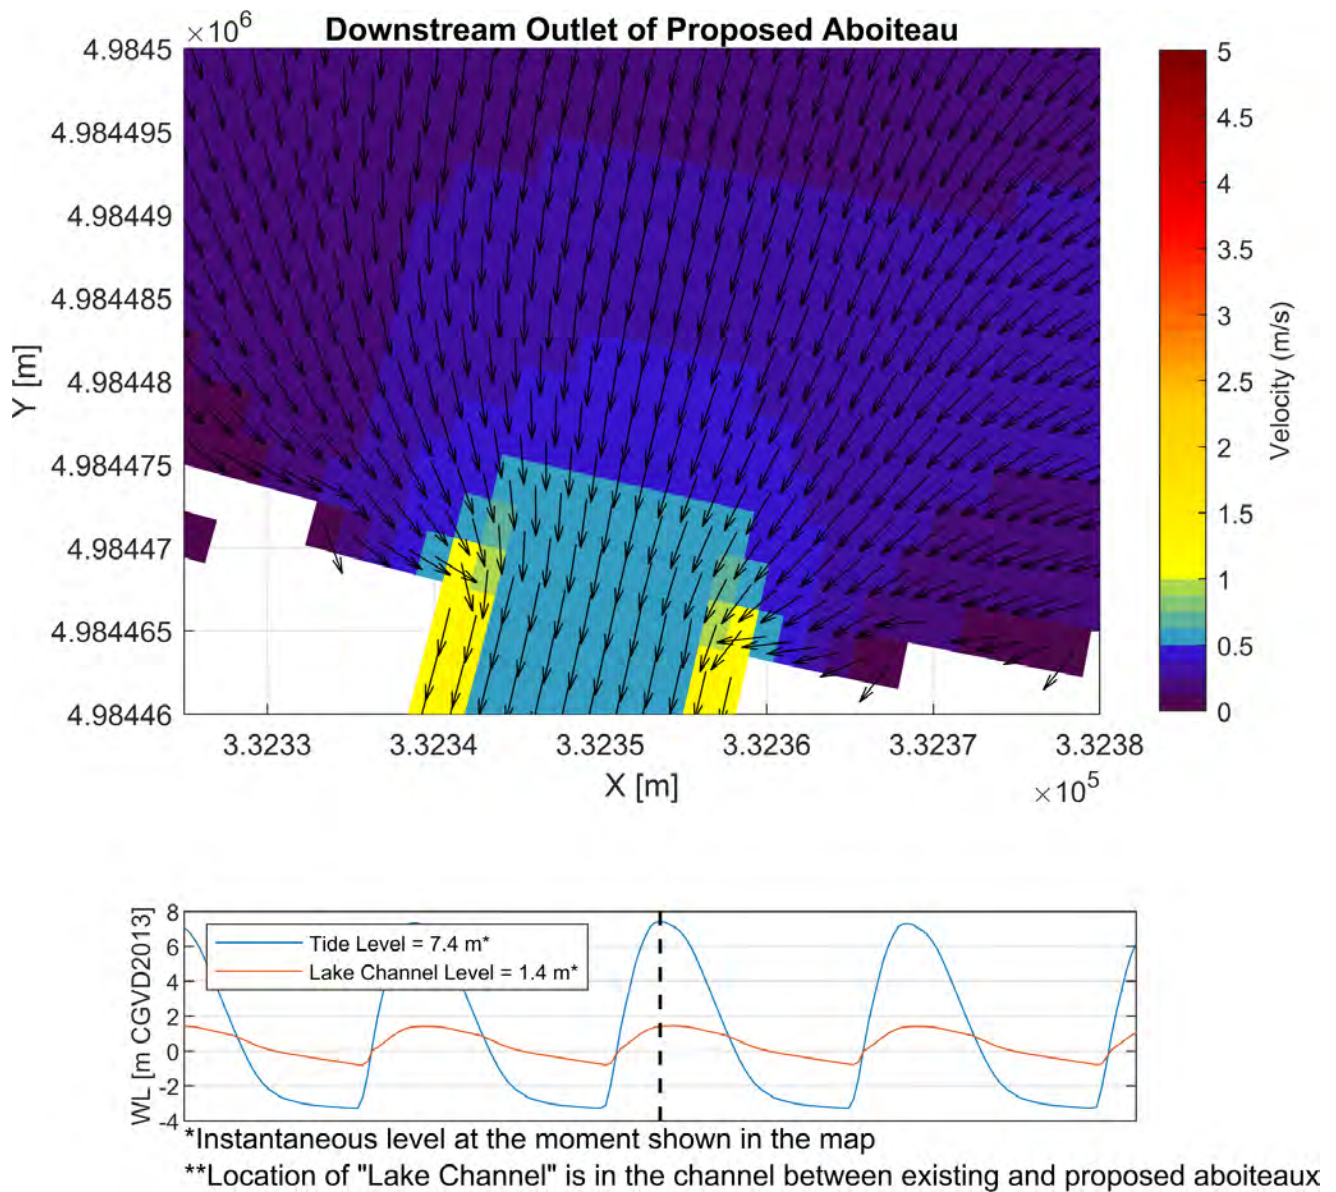 ×10^6
Downstream Outlet of Proposed Aboiteau
4.9845
4.984495
4.98449
4.984485
4.98448
4.984475
4.98447
4.984465
4.98446
Y [m]
3.3233 3.3234 3.3235 3.3236 3.3237 3.3238
X [m]
×10^5
5
4.5
4
3.5
3
2.5
2
1.5
1
0.5
0
Velocity (m/s)
WL [m CGVD2013]
8
6
4
2
0
-2
-4
Tide Level = 7.4 m*
Lake Channel Level = 1.4 m*
*Instantaneous level at the moment shown in the map
**Location of "Lake Channel" is in the channel between existing and proposed aboiteaux